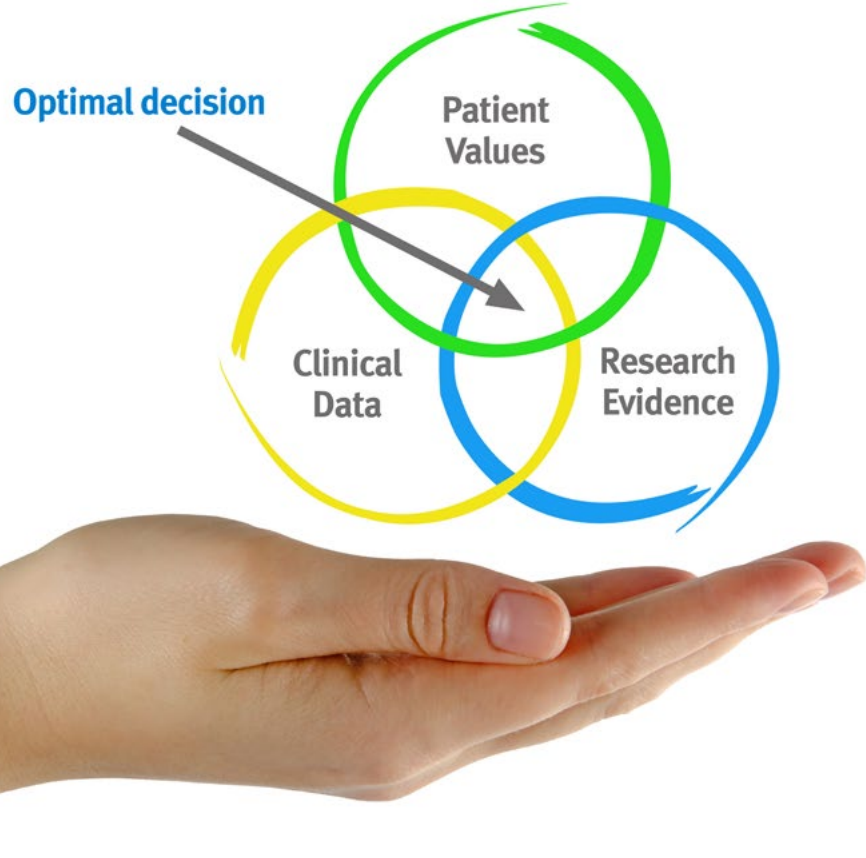 Optimal decision
Patient
Values
Clinical
Data
Research
Evidence